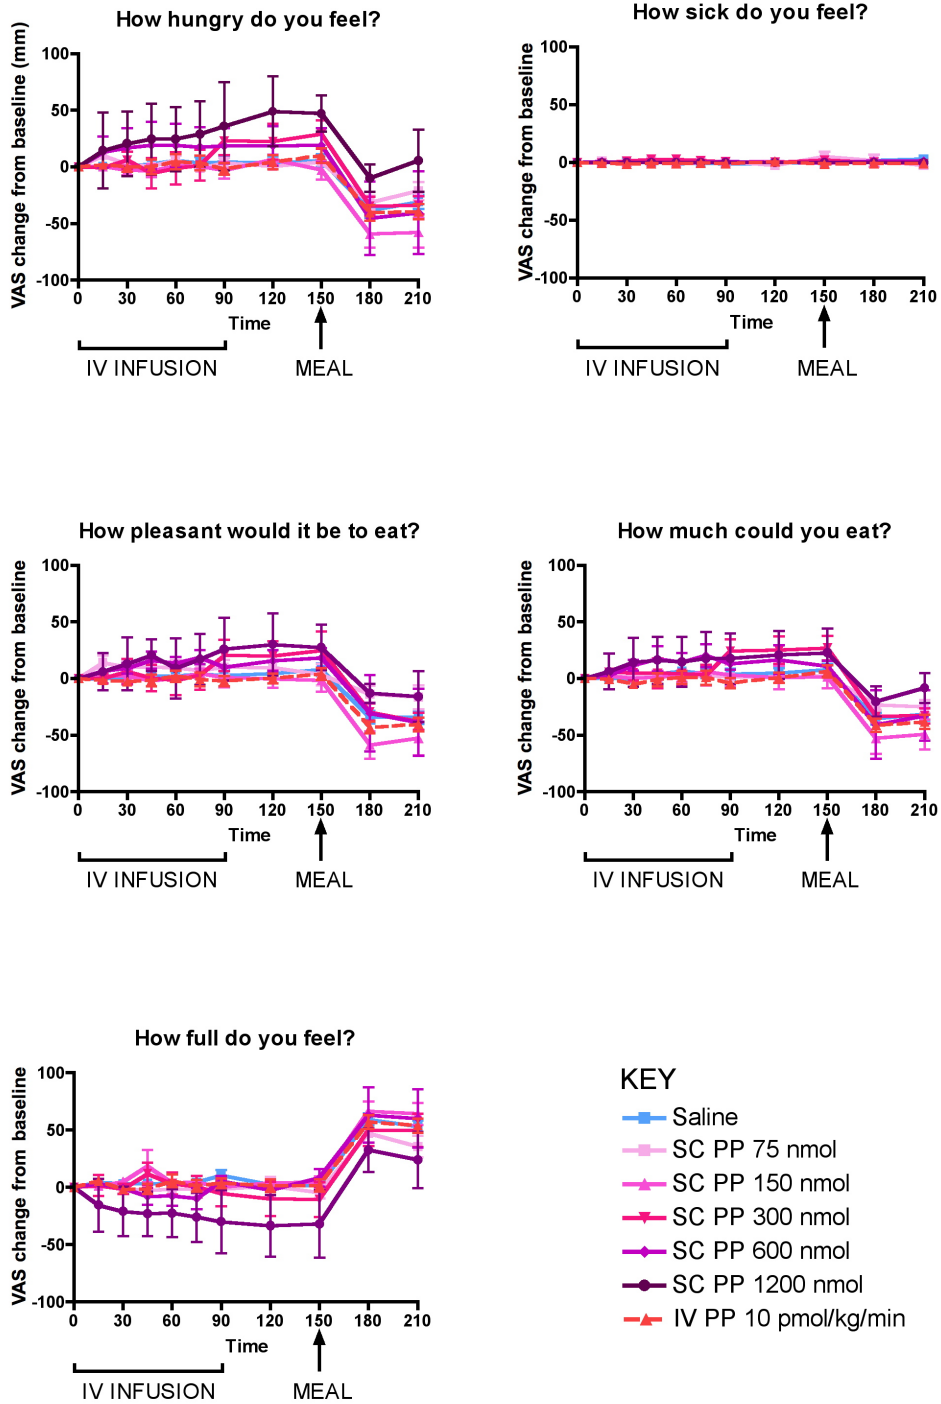 How hungry do you feel?
VAS change from baseline (mm)
100
50
0
-50
-100
0 30 60 90 120 150 180 210
Time
IV INFUSION
MEAL
How sick do you feel?
VAS change from baseline
100
50
0
-50
-100
0 30 60 90 120 150 180 210
Time
IV INFUSION
MEAL
How pleasant would it be to eat?
VAS change from baseline
100
50
0
-50
-100
0 30 60 90 120 150 180 210
Time
IV INFUSION
MEAL
How much could you eat?
VAS change from baseline
100
50
0
-50
-100
0 30 60 90 120 150 180 210
Time
IV INFUSION
MEAL
How full do you feel?
VAS change from baseline
100
50
0
-50
-100
0 30 60 90 120 150 180 210
Time
IV INFUSION
MEAL
KEY
Saline
SC PP 75 nmol
SC PP 150 nmol
SC PP 300 nmol
SC PP 600 nmol
SC PP 1200 nmol
IV PP 10 pmol/kg/min